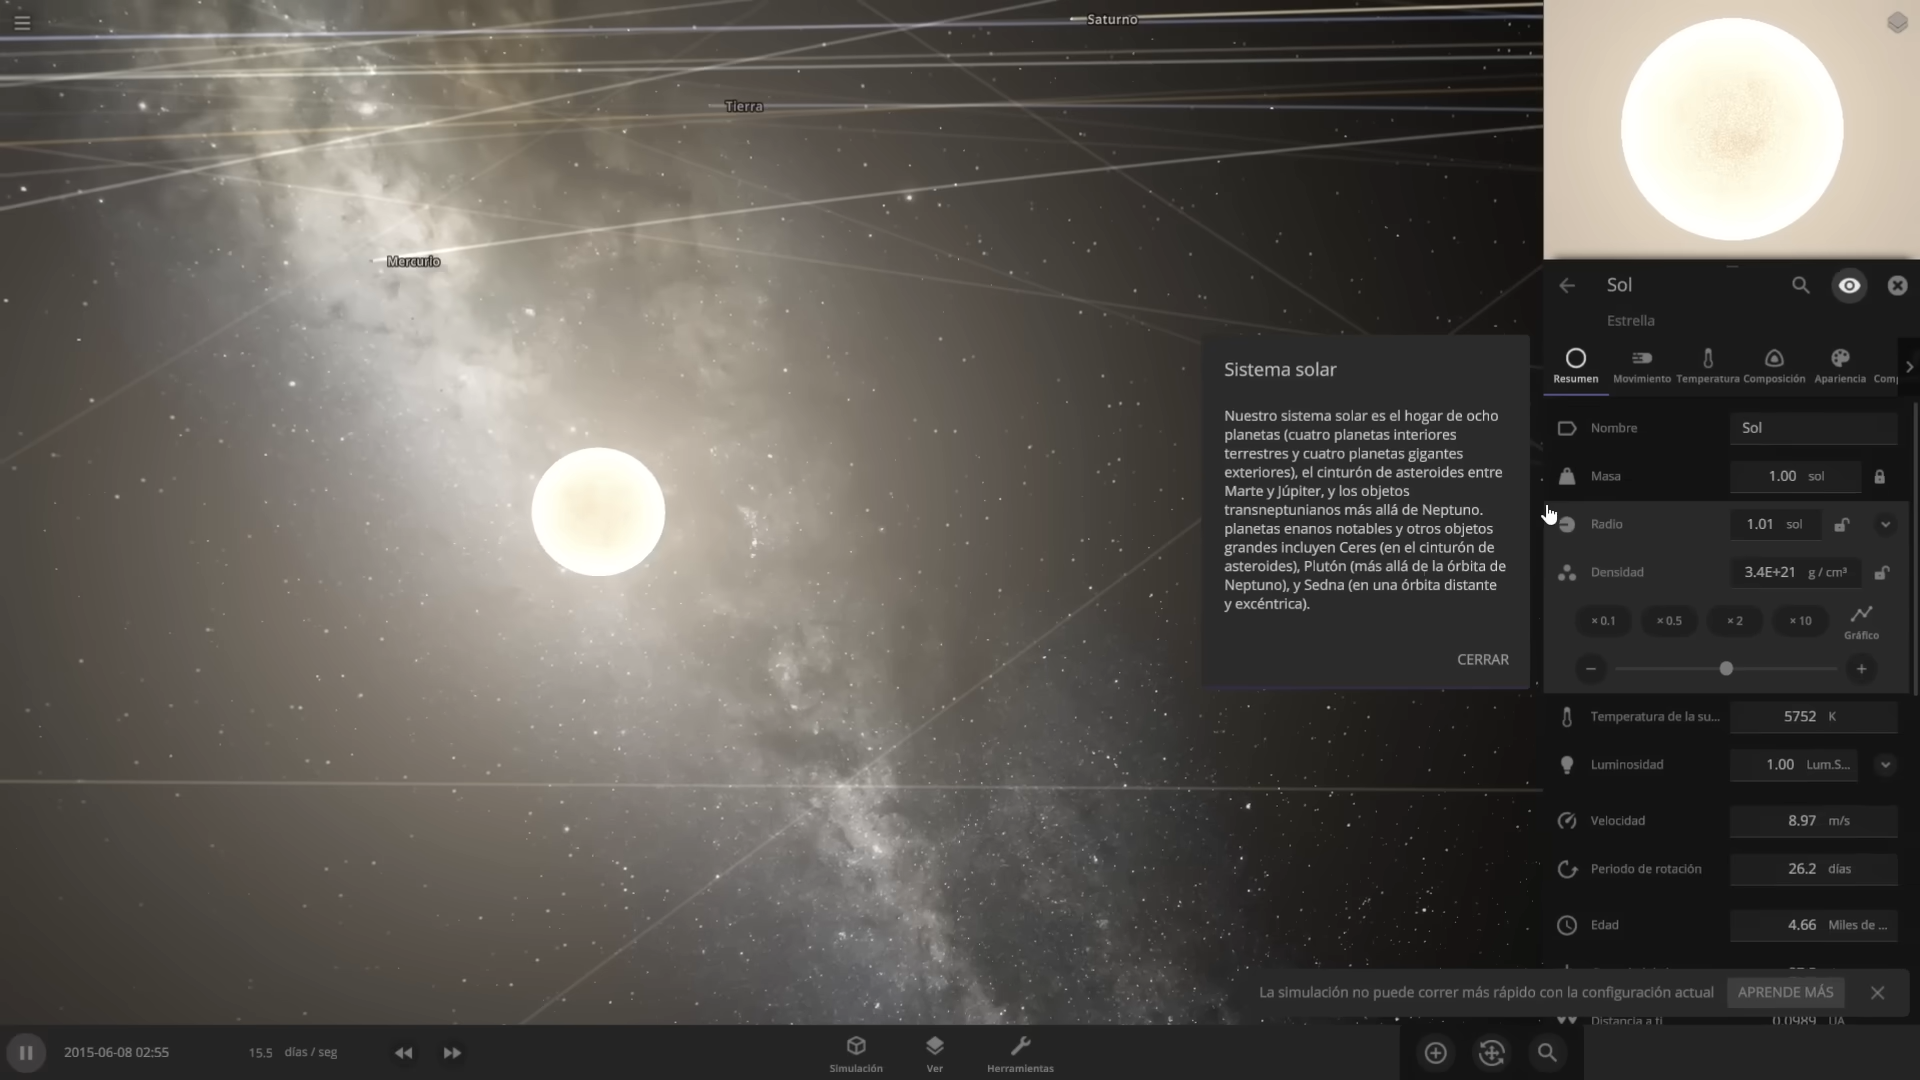 Saturno
Tierra
Mercurio
Sol
Estrella
Resumen
Movimiento
Temperatura
Composición
Apariencia
Comp
Sistema solar
Nuestro sistema solar es el hogar de ocho
planetas (cuatro planetas interiores
terrestres y cuatro planetas gigantes
exteriores), el cinturón de asteroides entre
Marte y Júpiter, y los objetos
transneptunianos más allá de Neptuno.
planetas enanos notables y otros objetos
grandes incluyen Ceres (en el cinturón de
asteroides), Plutón (más allá de la órbita de
Neptuno), y Sedna (en una órbita distante
y excéntrica).
CERRAR
Nombre Sol
Masa 1.00 sol
Radio 1.01 sol
Densidad 3.4E+21 g / cm³
× 0.1 × 0.5 × 2 × 10 Gráfico
Temperatura de la su... 5752 K
Luminosidad 1.00 Lum.S...
Velocidad 8.97 m/s
Periodo de rotación 26.2 días
Edad 4.66 Miles de ...
La simulación no puede correr más rápido con la configuración actual APRENDE MÁS
Distancia a ti 0.0989 UA
2015-06-08 02:55 15.5 días / seg
Simulación Ver Herramientas